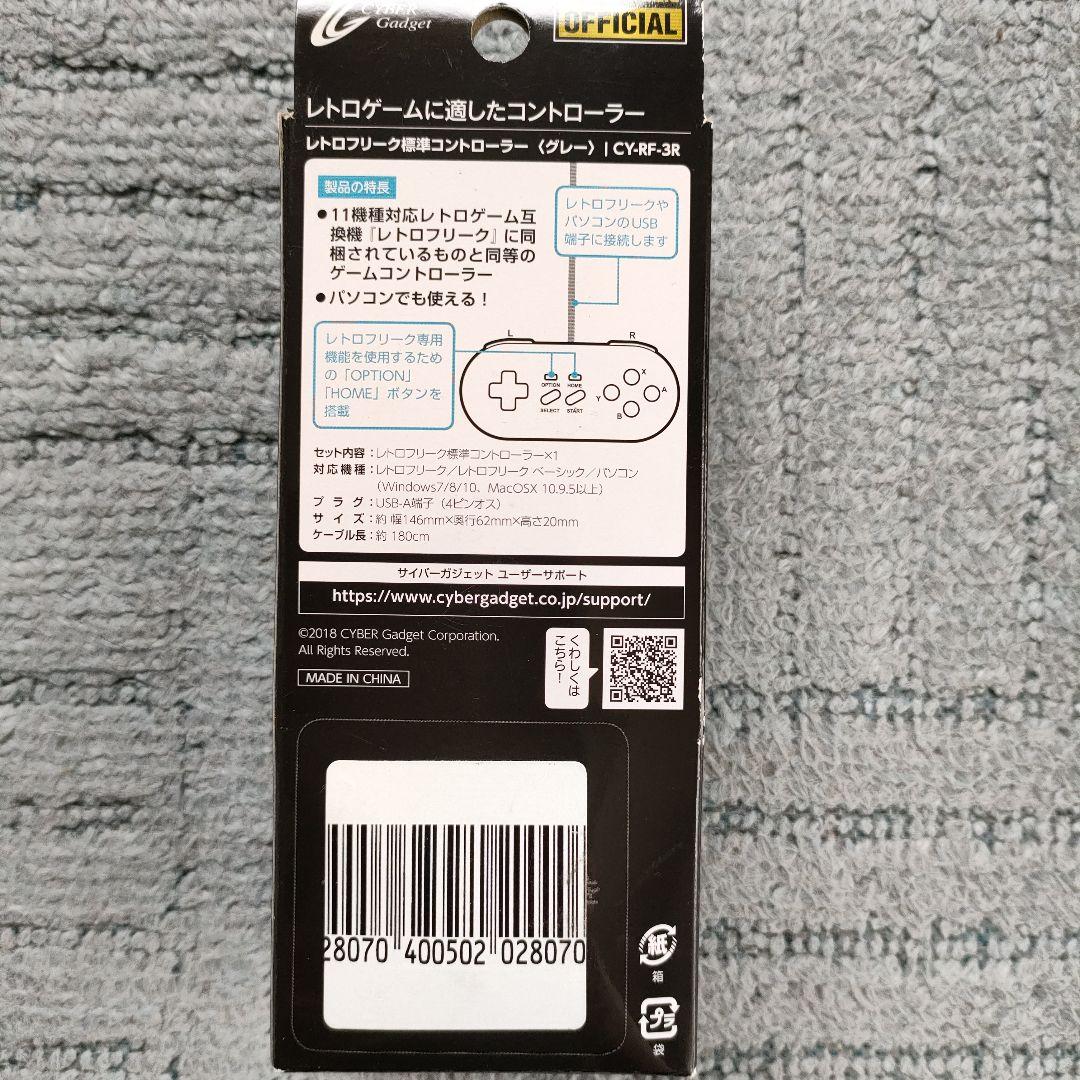 CYBER
Gadget
OFFICIAL
レトロゲームに適したコントローラー
レトロフリーク標準コントローラー〈グレー〉 | CY-RF-3R
製品の特長
●11機種対応レトロゲーム互
換機『レトロフリーク』に同
梱されているものと同等の
ゲームコントローラー
●パソコンでも使える！
レトロフリークや
パソコンのUSB
端子に接続します
レトロフリーク専用
機能を使用するため
の「OPTION」
「HOME」ボタンを
搭載
L
R
OPTION HOME
SELECT START
X
Y
A
B
セット内容：レトロフリーク標準コントローラー×1
対応機種：レトロフリーク／レトロフリーク ベーシック／パソコン
（Windows7/8/10、MacOSX 10.9.5以上）
プラグ：USB-A端子（4ピンオス）
サイズ：約 幅146mm×奥行62mm×高さ20mm
ケーブル長：約 180cm
サイバーガジェット ユーザーサポート
https://www.cybergadget.co.jp/support/
©2018 CYBER Gadget Corporation.
All Rights Reserved.
MADE IN CHINA
くわしくは
こちら！
28070 400502 028070
紙
箱
プラ
袋